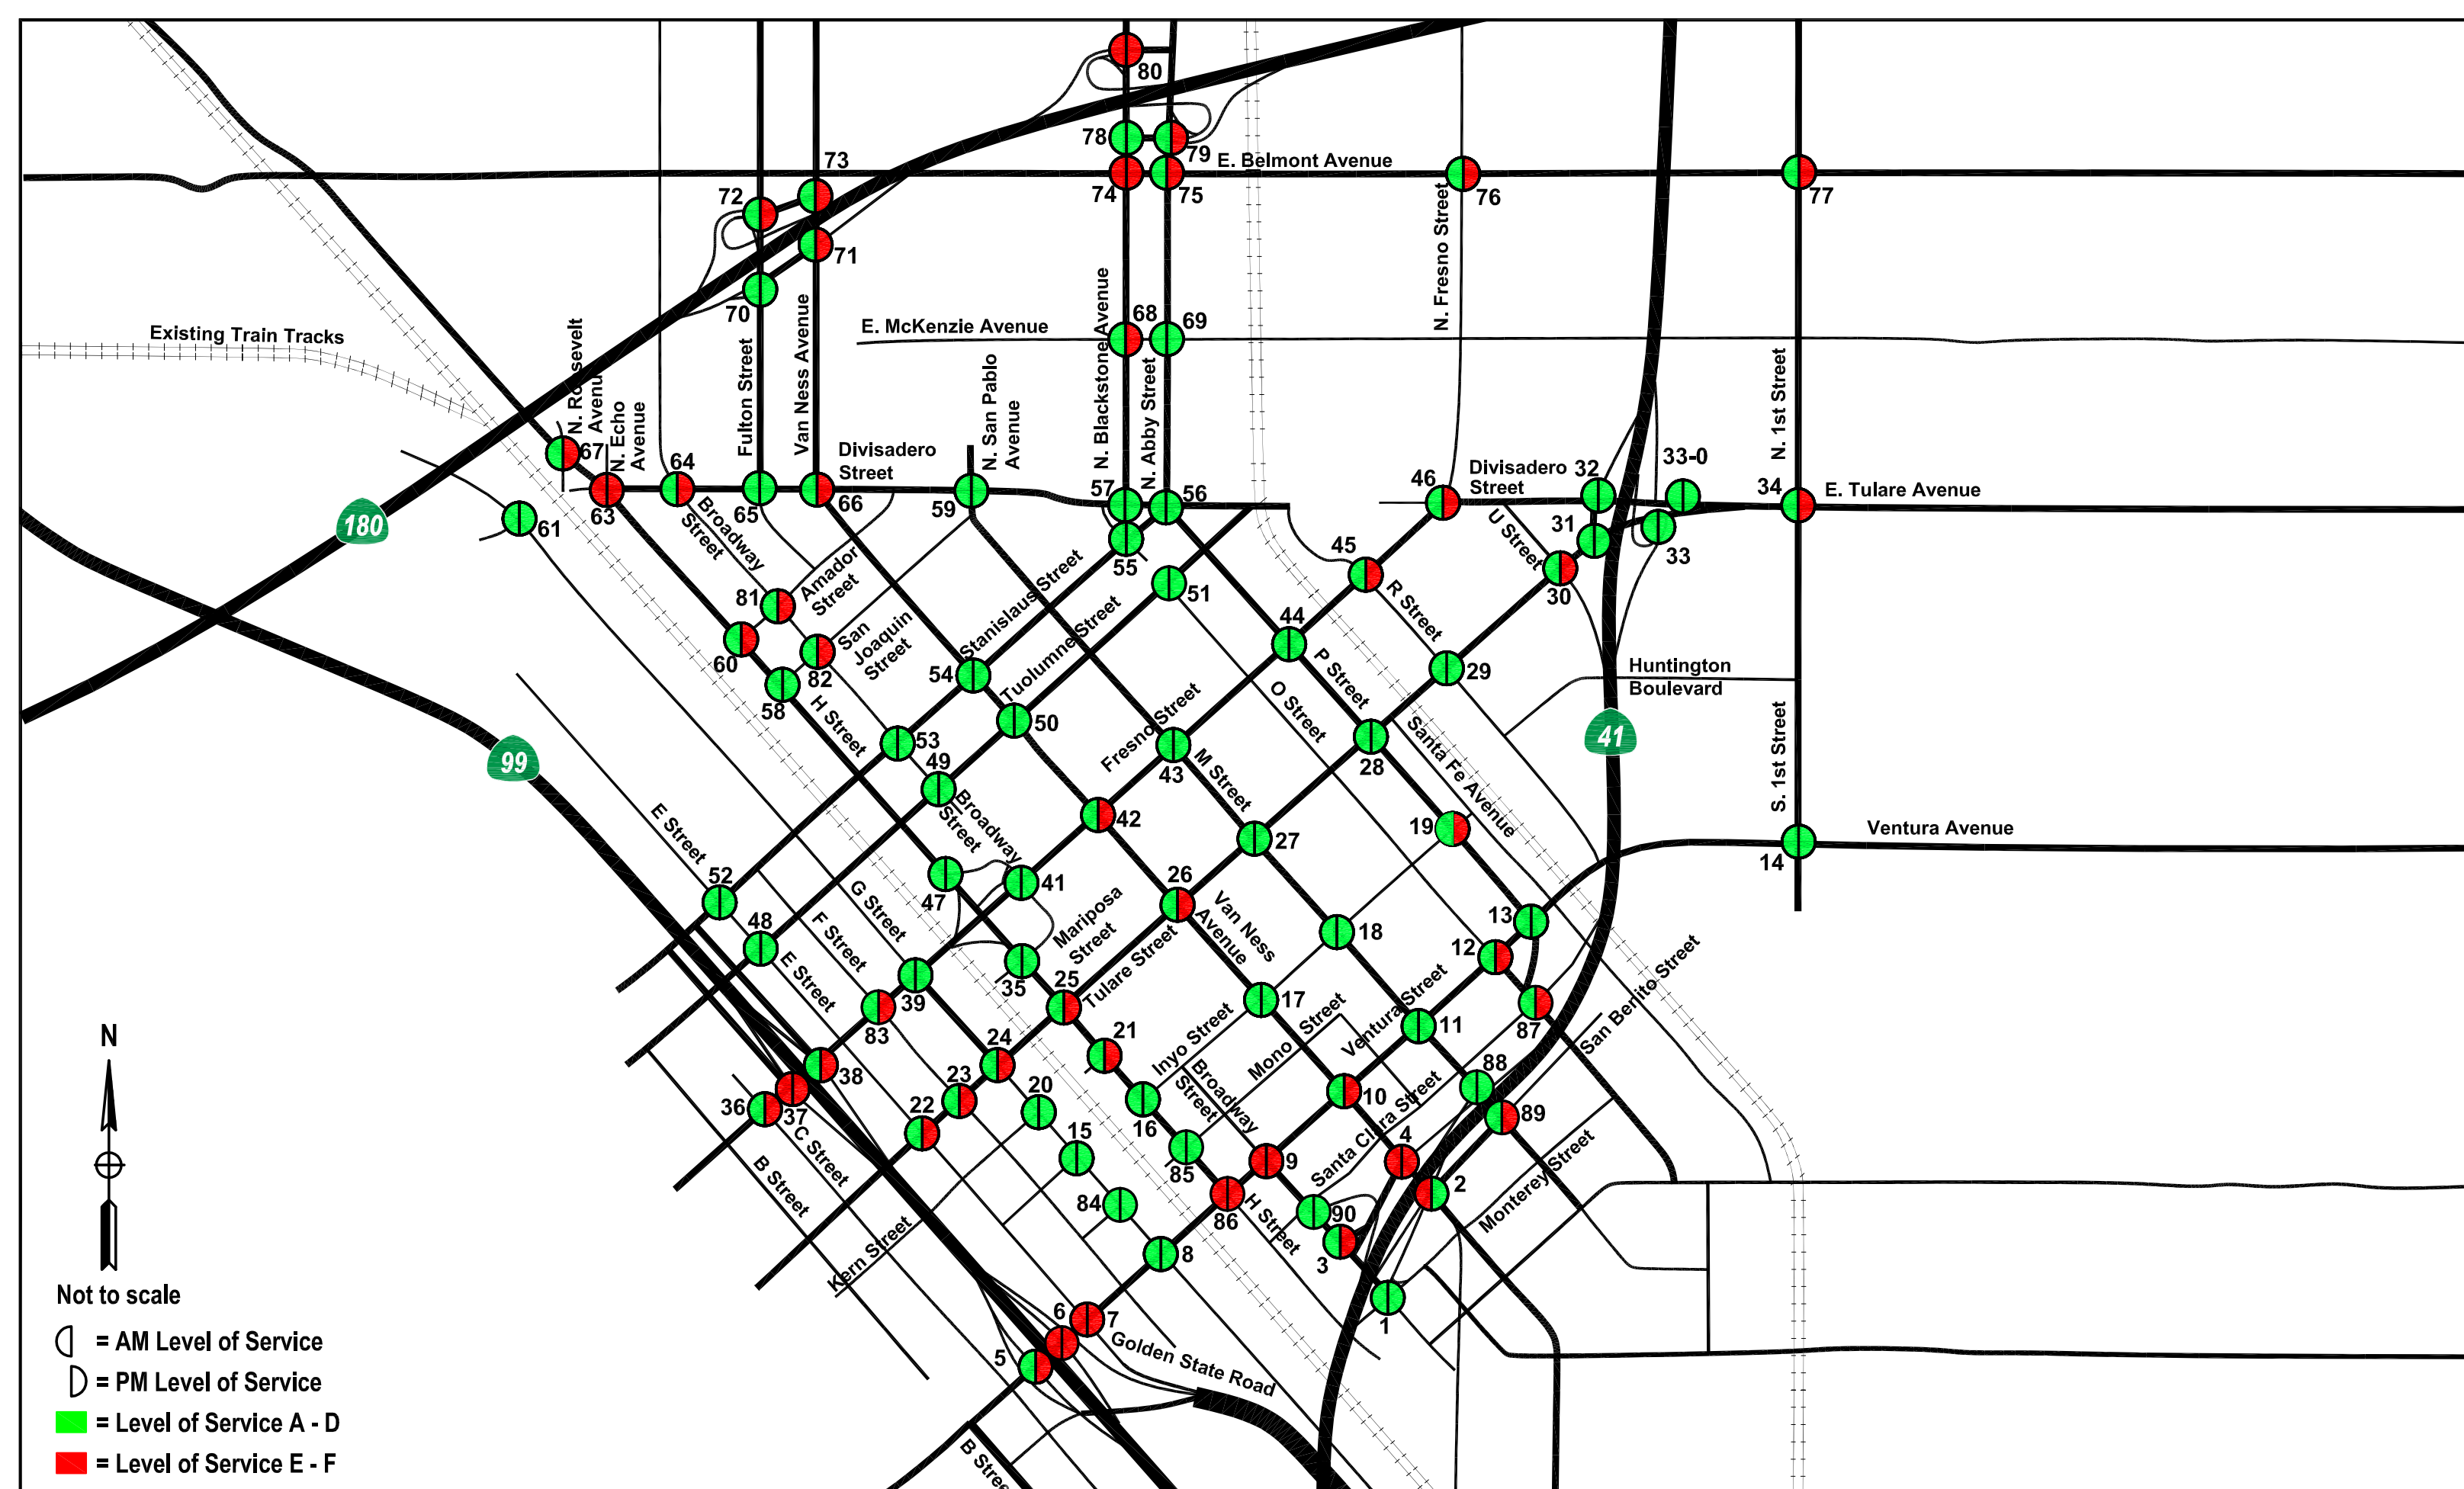 80
78
79
E. Belmont Avenue
73
74
75
76
77
72
71
N. Fresno Street
70
Existing Train Tracks
E. McKenzie Avenue
68
69
N. Roosevelt
Avenue
N. Echo
Avenue
Fulton Street
Van Ness Avenue
N. San Pablo
Avenue
N. Blackstone Avenue
N. Abby Street
N. 1st Street
67
64
Divisadero
Street
57
56
46
Divisadero
Street
32
33-0
34
E. Tulare Avenue
63
65
66
59
61
180
Broadway
Street
U Street
31
33
55
45
30
51
81
Amador
Street
R Street
Stanislaus Street
Tuolumne Street
44
60
82
San
Joaquin
Street
54
29
Huntington
Boulevard
P Street
O Street
58
H Street
50
53
Fresno Street
43
28
Santa Fe Avenue
41
S. 1st Street
99
49
M Street
Broadway
Street
42
27
19
Ventura Avenue
14
E Street
52
47
41
26
48
F Street
G Street
Mariposa
Street
Van Ness
Avenue
18
13
12
E Street
39
35
25
Tulare Street
17
Ventura Street
San Benito Street
83
24
21
Inyo Street
Mono Street
11
87
N
38
23
20
Broadway
Street
10
88
36
37
22
15
16
Santa Clara Street
4
89
C Street
B Street
85
9
2
Monterey Street
84
86
H Street
90
Kern Street
8
3
Not to scale
6
7
1
= AM Level of Service
5
Golden State Road
= PM Level of Service
= Level of Service A - D
= Level of Service E - F